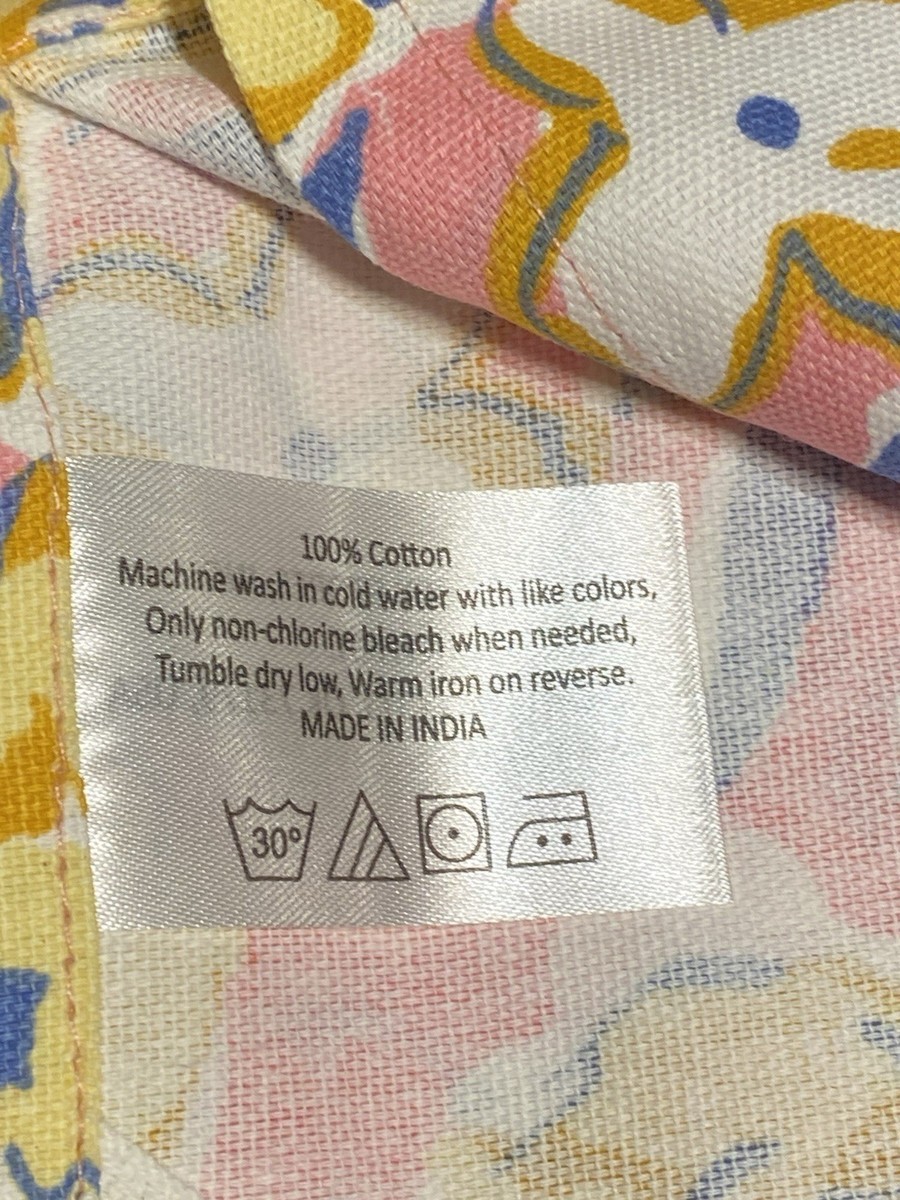 100% Cotton
Machine wash in cold water with like colors,
Only non-chlorine bleach when needed,
Tumble dry low, Warm iron on reverse.
MADE IN INDIA
30°